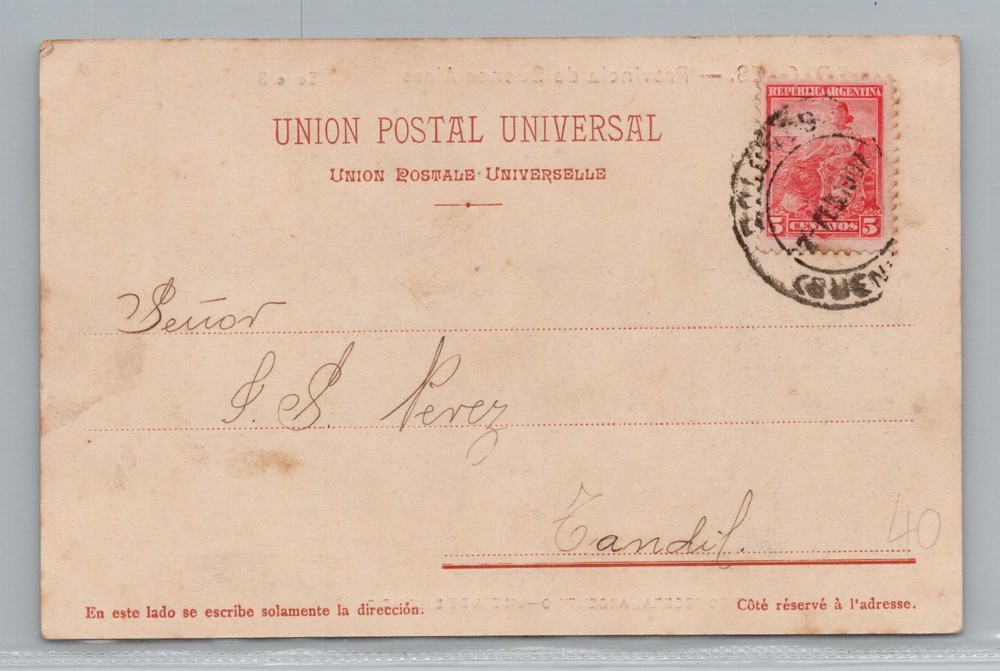 REPUBLICA ARGENTINA
5 CENTAVOS 5
UNION POSTAL UNIVERSAL
UNION POSTALE UNIVERSELLE
Señor
Perez
Tandil.
40
En este lado se escribe solamente la dirección.
Côté réservé à l'adresse.